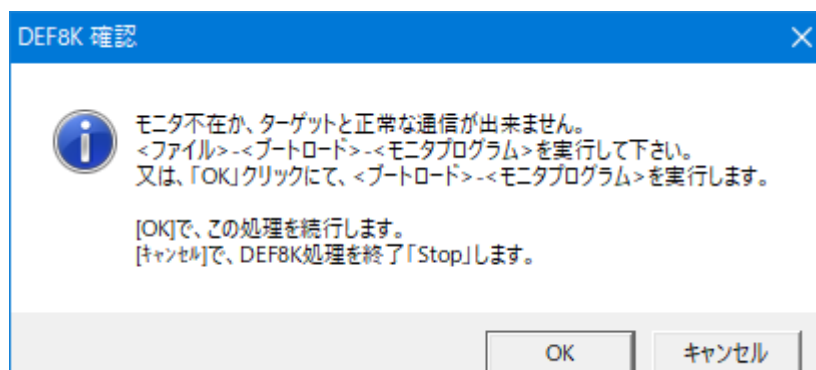 DEF8K 確認
モニタ不在か、ターゲットと正常な通信が出来ません。
<ファイル>-<ブートロード>-<モニタプログラム>を実行して下さい。
又は、「OK」クリックにて、<ブートロード>-<モニタプログラム>を実行します。
[OK]で、この処理を続行します。
[ｷｬﾝｾﾙ]で、DEF8K処理を終了「Stop」します。
OK
キャンセル